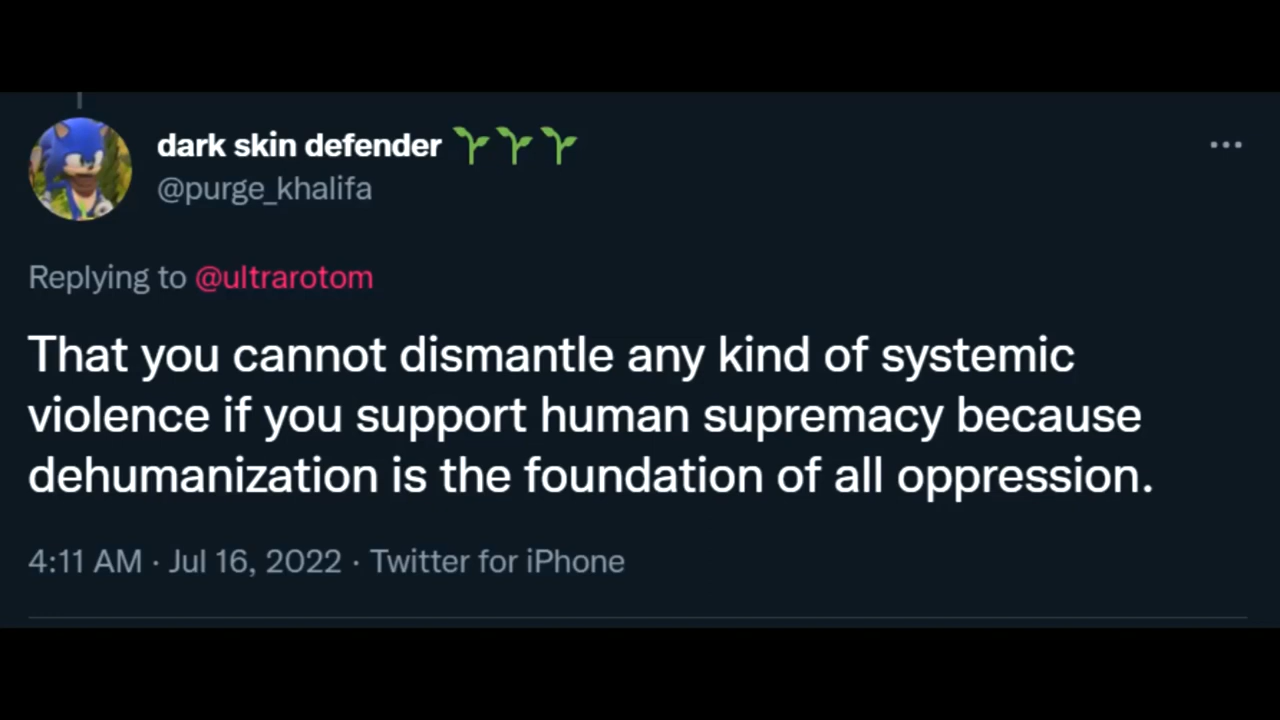 dark skin defender 🌱🌱🌱
@purge_khalifa
Replying to @ultrarotom
That you cannot dismantle any kind of systemic
violence if you support human supremacy because
dehumanization is the foundation of all oppression.
4:11 AM · Jul 16, 2022 · Twitter for iPhone